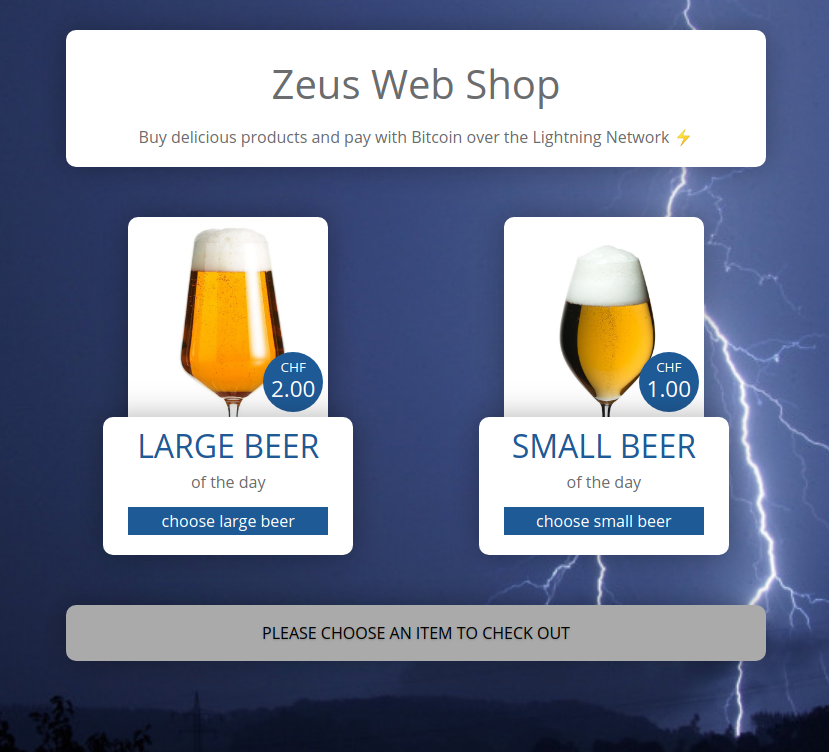 Zeus Web Shop
Buy delicious products and pay with Bitcoin over the Lightning Network ⚡
CHF
2.00
LARGE BEER
of the day
choose large beer
CHF
1.00
SMALL BEER
of the day
choose small beer
PLEASE CHOOSE AN ITEM TO CHECK OUT